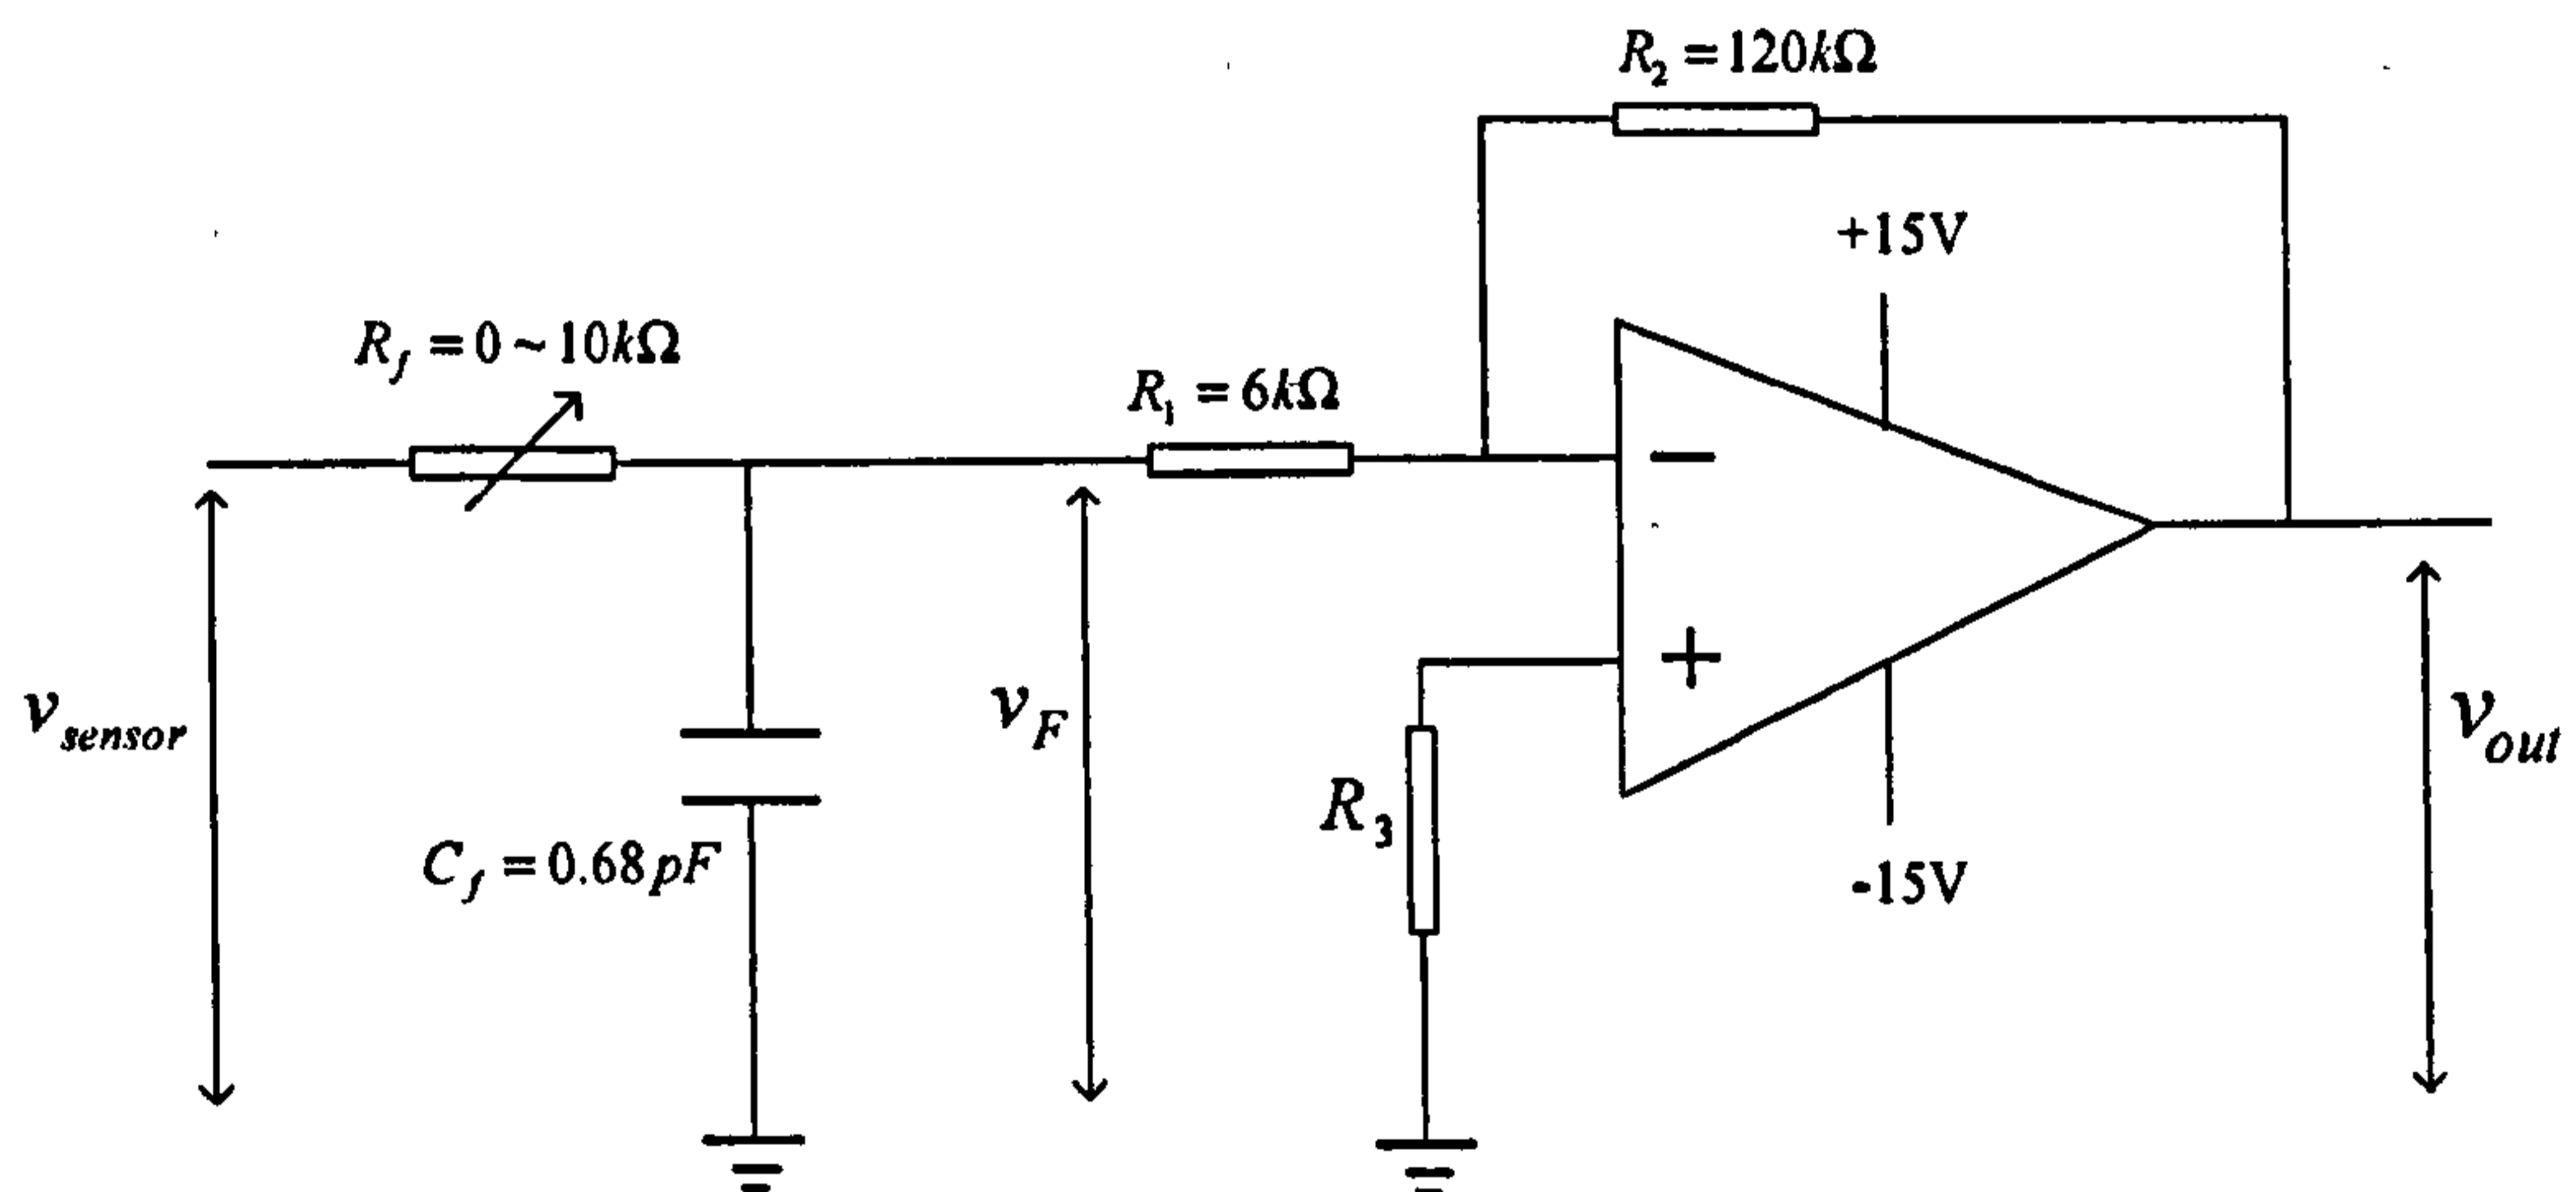 R₂ = 120kΩ
+15V
R_f = 0 ~ 10kΩ
R₁ = 6kΩ
−
+
v_sensor
v_F
R₃
v_out
C_f = 0.68pF
-15V